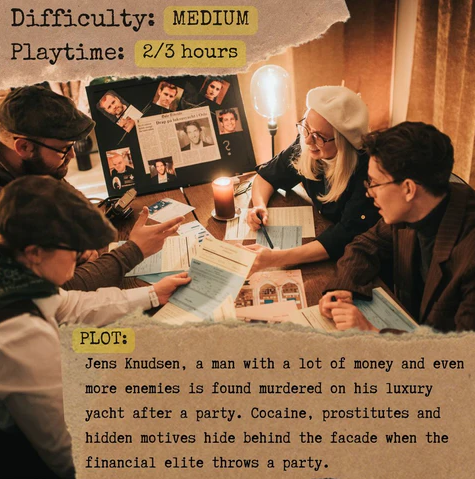 Difficulty: MEDIUM
Playtime: 2/3 hours
?
PLOT:
Jens Knudsen, a man with a lot of money and even
more enemies is found murdered on his luxury
yacht after a party. Cocaine, prostitutes and
hidden motives hide behind the facade when the
financial elite throws a party.